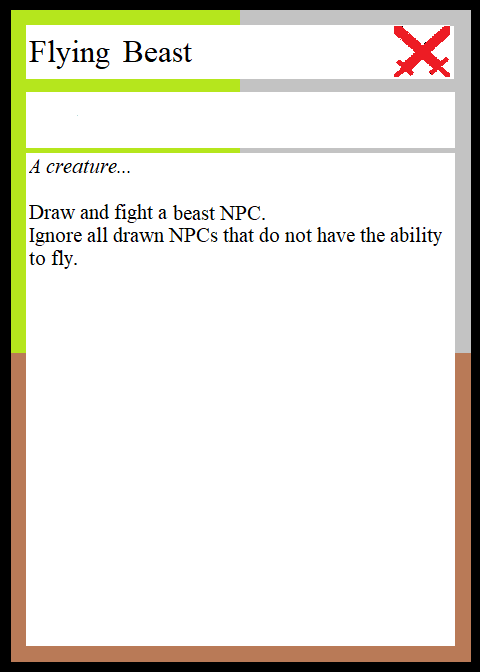 Flying Beast
A creature...
Draw and fight a beast NPC.
Ignore all drawn NPCs that do not have the ability
to fly.